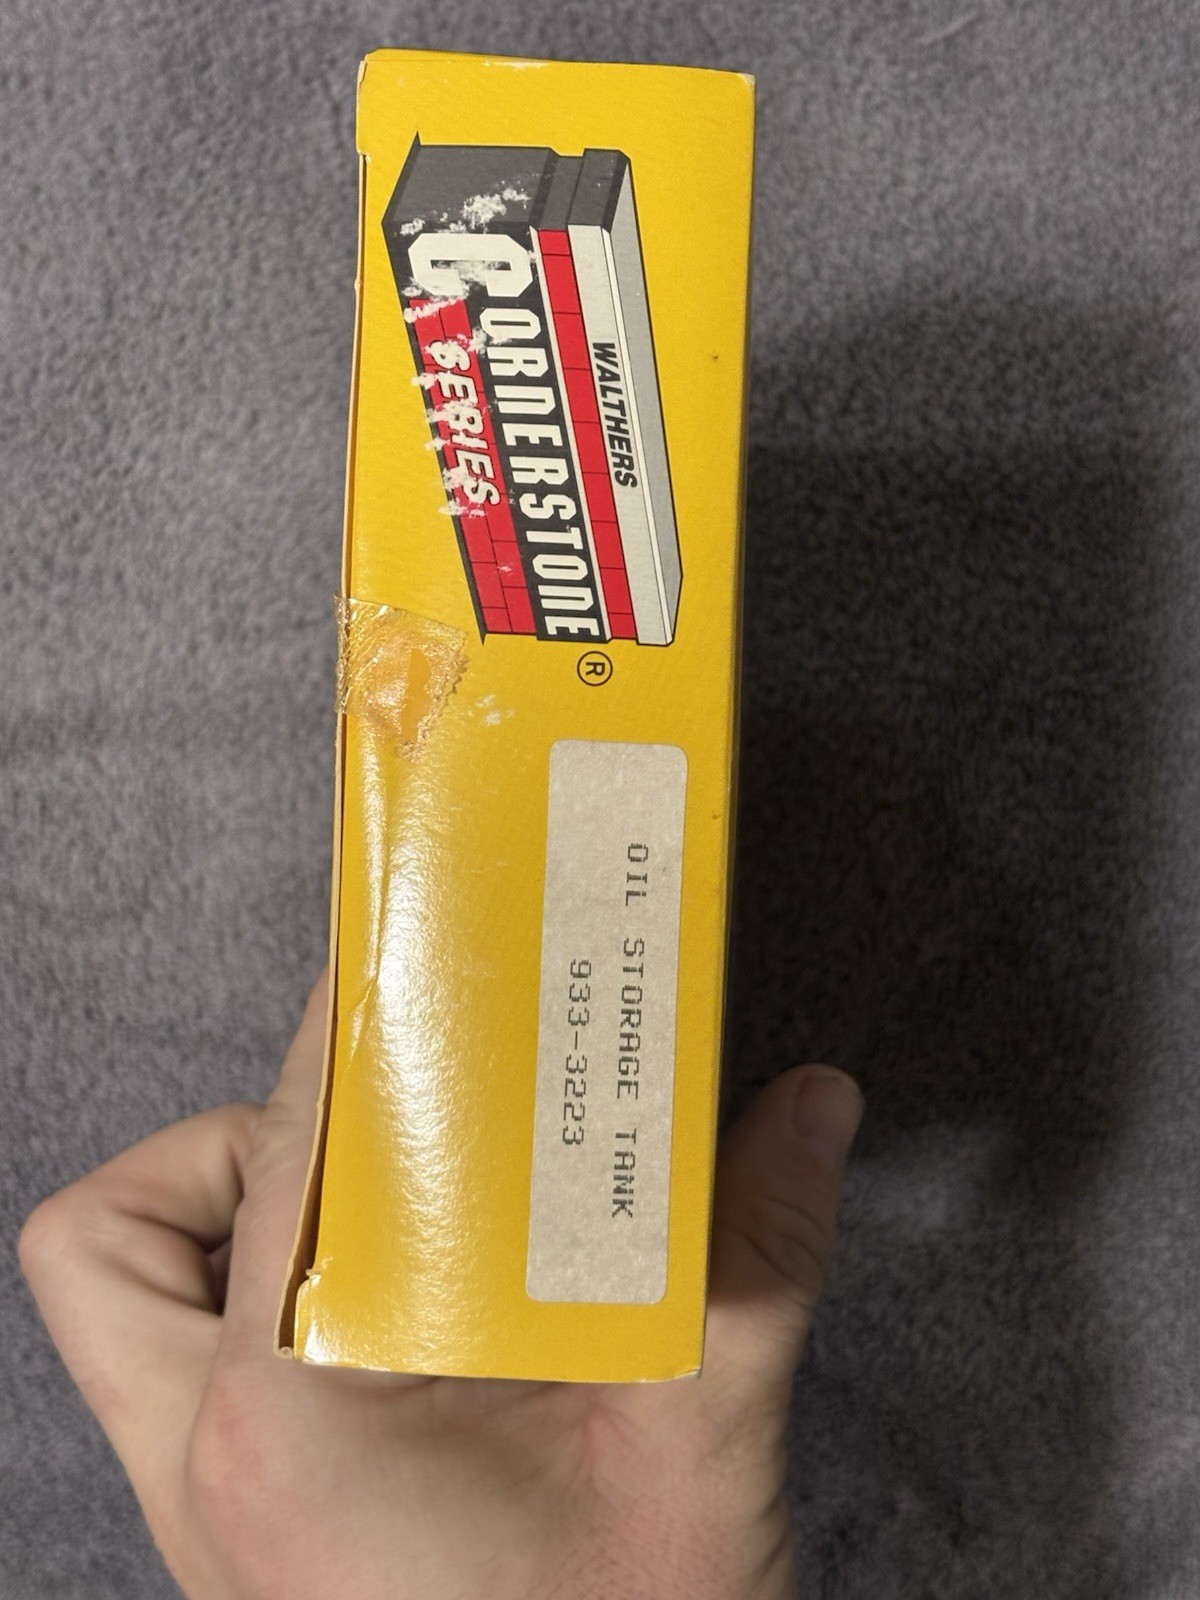 WALTHERS
CORNERSTONE®
SERIES
OIL STORAGE TANK
933-3223